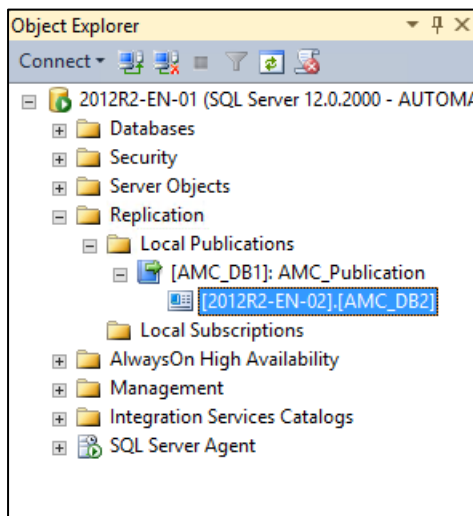 Object Explorer
Connect
2012R2-EN-01 (SQL Server 12.0.2000 - AUTOMA
Databases
Security
Server Objects
Replication
Local Publications
[AMC_DB1]: AMC_Publication
[2012R2-EN-02].[AMC_DB2]
Local Subscriptions
AlwaysOn High Availability
Management
Integration Services Catalogs
SQL Server Agent